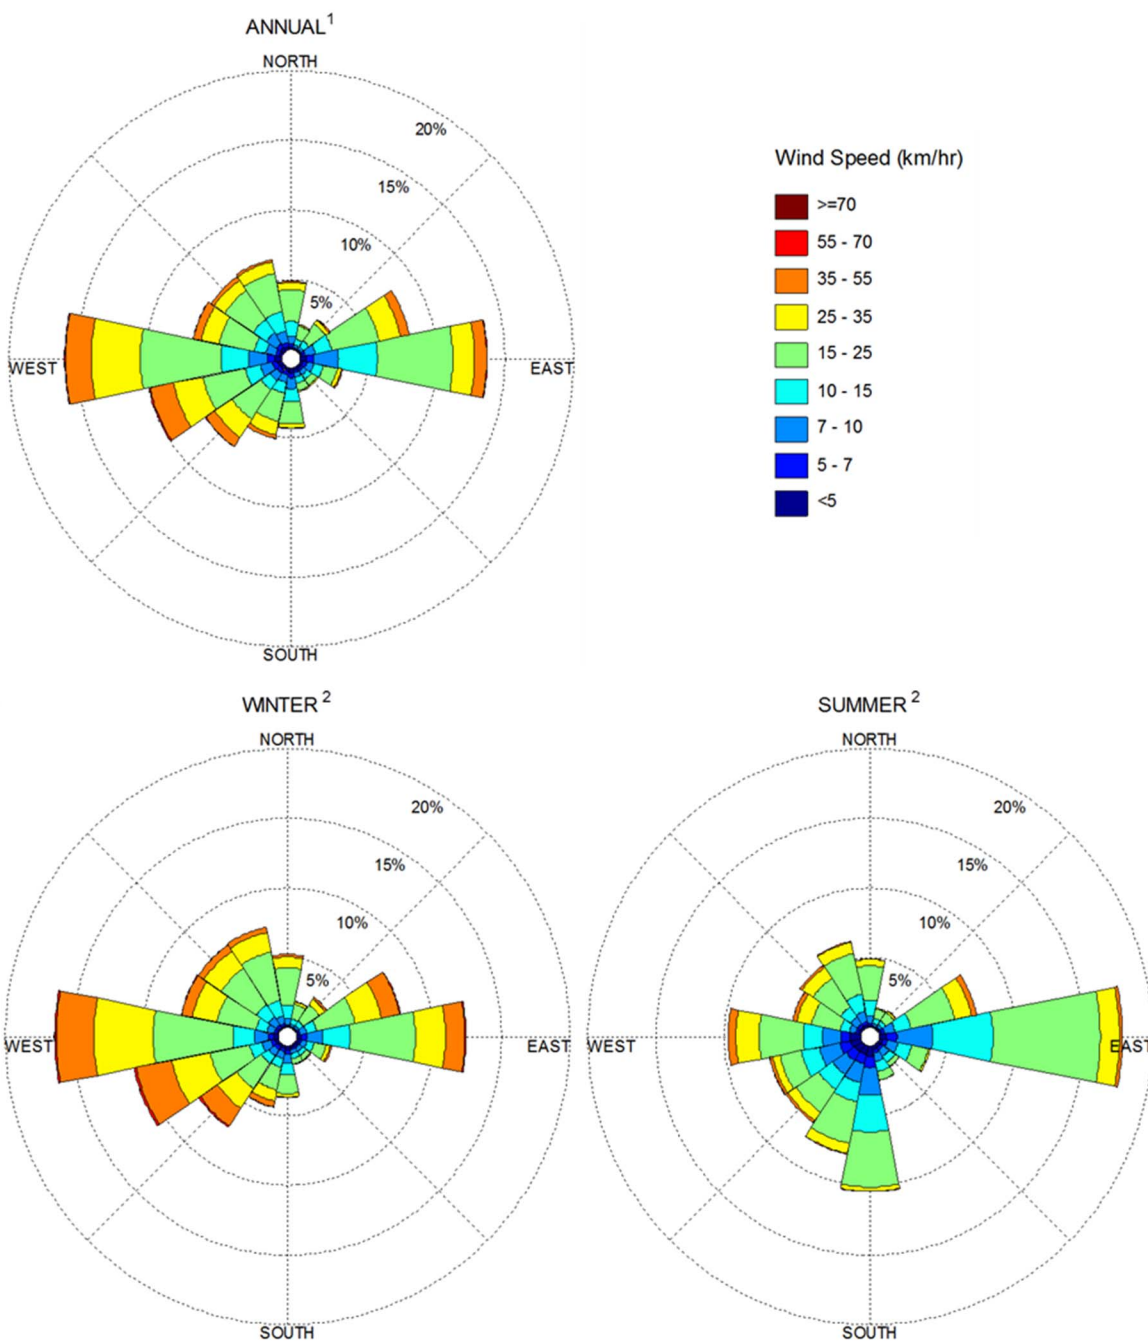 ANNUAL¹
NORTH
20%
15%
10%
5%
WEST
EAST
SOUTH
Wind Speed (km/hr)
>=70
55 - 70
35 - 55
25 - 35
15 - 25
10 - 15
7 - 10
5 - 7
<5
WINTER²
NORTH
20%
15%
10%
5%
WEST
EAST
SOUTH
SUMMER²
NORTH
20%
15%
10%
5%
WEST
EAST
SOUTH